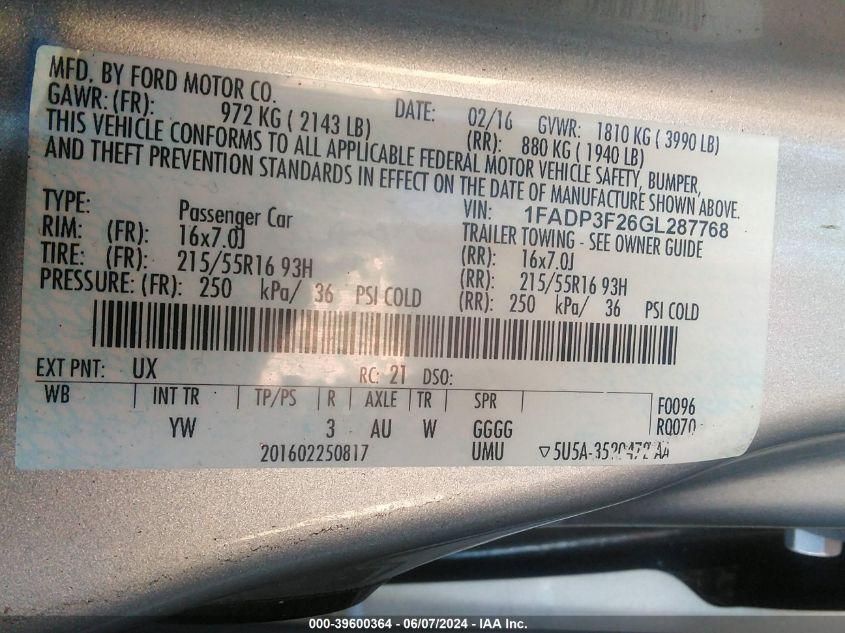 MFD. BY FORD MOTOR CO.
DATE: 02/16 GVWR: 1810 KG ( 3990 LB)
GAWR: (FR): 972 KG ( 2143 LB) (RR): 880 KG ( 1940 LB)
THIS VEHICLE CONFORMS TO ALL APPLICABLE FEDERAL MOTOR VEHICLE SAFETY, BUMPER,
AND THEFT PREVENTION STANDARDS IN EFFECT ON THE DATE OF MANUFACTURE SHOWN ABOVE.
VIN: 1FADP3F26GL287768
TYPE: Passenger Car TRAILER TOWING - SEE OWNER GUIDE
RIM: (FR): 16x7.0J (RR): 16x7.0J
TIRE: (FR): 215/55R16 93H (RR): 215/55R16 93H
PRESSURE: (FR): 250 kPa/ 36 PSI COLD (RR): 250 kPa/ 36 PSI COLD
EXT PNT: UX RC: 21 DSO:
WB INT TR TP/PS R AXLE TR SPR F0096
YW 3 AU W GGGG RQ070
201602250817 UMU ▽5U5A-

000-39600364 - 06/07/2024 - IAA Inc.